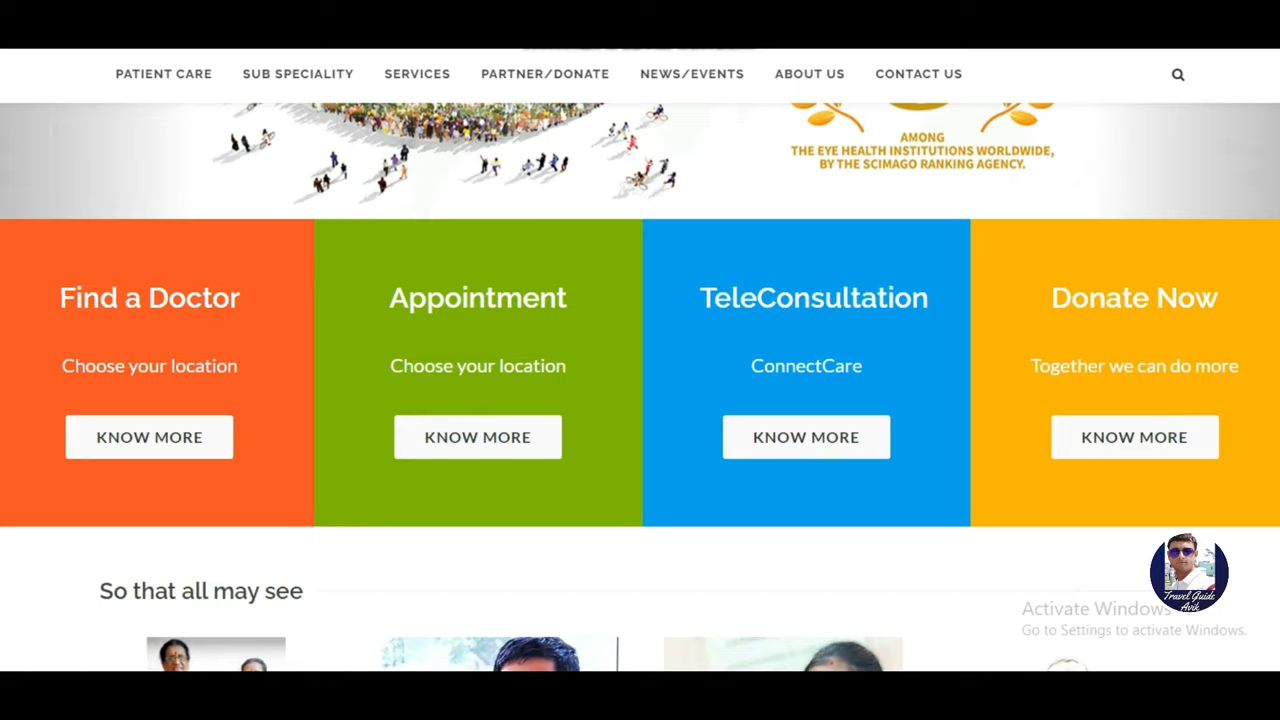 PATIENT CARE SUB SPECIALITY SERVICES PARTNER/DONATE NEWS/EVENTS ABOUT US CONTACT US
AMONG
THE EYE HEALTH INSTITUTIONS WORLDWIDE,
BY THE SCIMAGO RANKING AGENCY.
Find a Doctor
Choose your location
KNOW MORE
Appointment
Choose your location
KNOW MORE
TeleConsultation
ConnectCare
KNOW MORE
Donate Now
Together we can do more
KNOW MORE
So that all may see
Travel Guide
Avik
Activate Windows
Go to Settings to activate Windows.